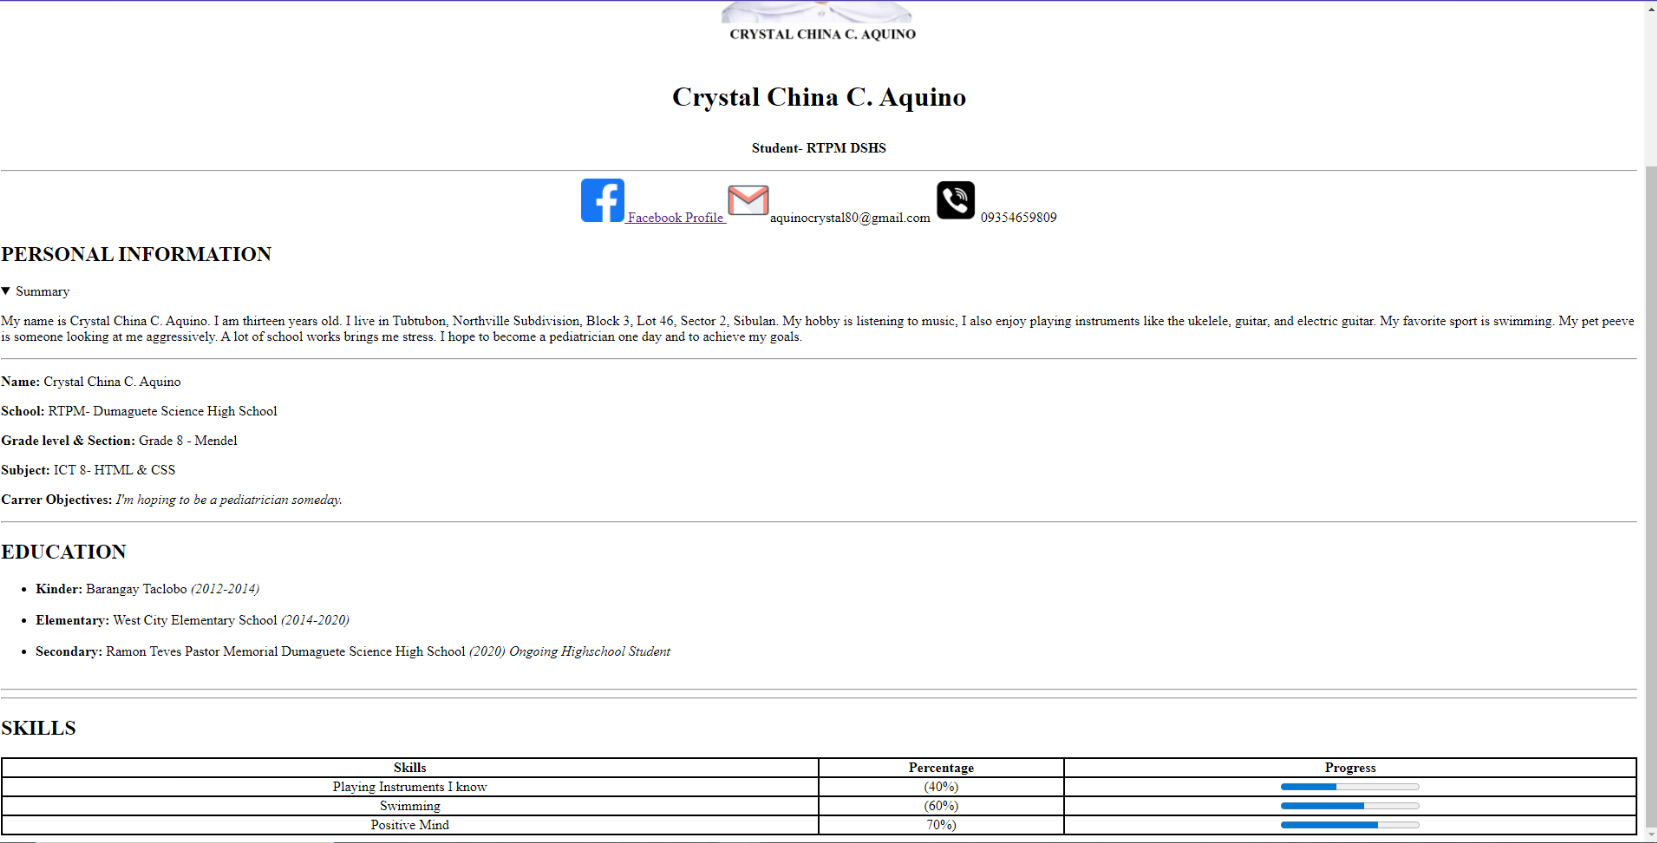 CRYSTAL CHINA C. AQUINO
Crystal China C. Aquino
Student- RTPM DSHS
Facebook Profile aquinocrystal80@gmail.com 09354659809
PERSONAL INFORMATION
▼ Summary
My name is Crystal China C. Aquino. I am thirteen years old. I live in Tubtubon, Northville Subdivision, Block 3, Lot 46, Sector 2, Sibulan. My hobby is listening to music, I also enjoy playing instruments like the ukelele, guitar, and electric guitar. My favorite sport is swimming. My pet peeve
is someone looking at me aggressively. A lot of school works brings me stress. I hope to become a pediatrician one day and to achieve my goals.
Name: Crystal China C. Aquino
School: RTPM- Dumaguete Science High School
Grade level & Section: Grade 8 - Mendel
Subject: ICT 8- HTML & CSS
Carrer Objectives: I'm hoping to be a pediatrician someday.
EDUCATION
• Kinder: Barangay Taclobo (2012-2014)
• Elementary: West City Elementary School (2014-2020)
• Secondary: Ramon Teves Pastor Memorial Dumaguete Science High School (2020) Ongoing Highschool Student
SKILLS
Skills Percentage Progress
Playing Instruments I know (40%)
Swimming (60%)
Positive Mind 70%)